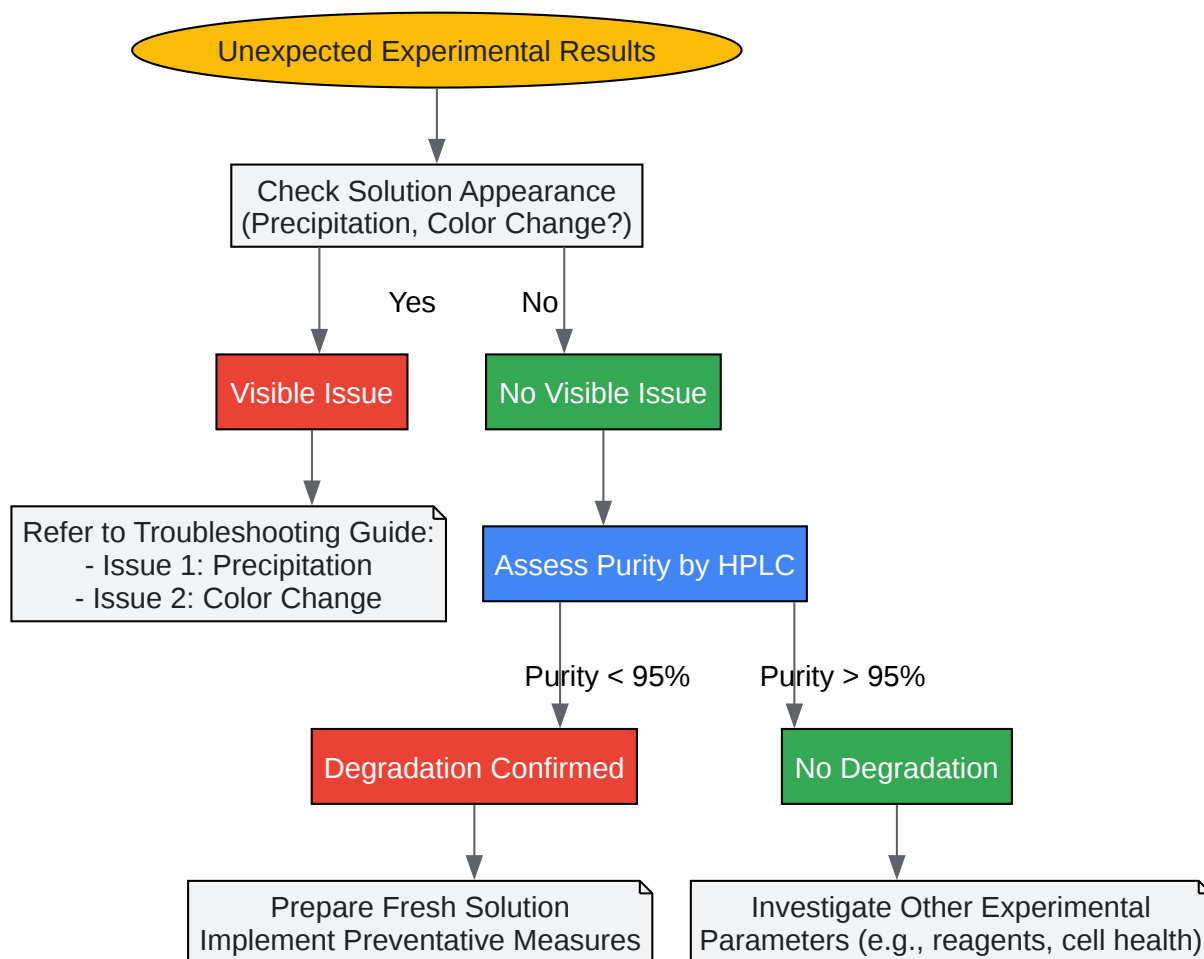 Unexpected Experimental Results
Check Solution Appearance
(Precipitation, Color Change?)
Yes
No
Visible Issue
No Visible Issue
Refer to Troubleshooting Guide:
- Issue 1: Precipitation
- Issue 2: Color Change
Assess Purity by HPLC
Purity < 95%
Purity > 95%
Degradation Confirmed
No Degradation
Prepare Fresh Solution
Implement Preventative Measures
Investigate Other Experimental
Parameters (e.g., reagents, cell health)